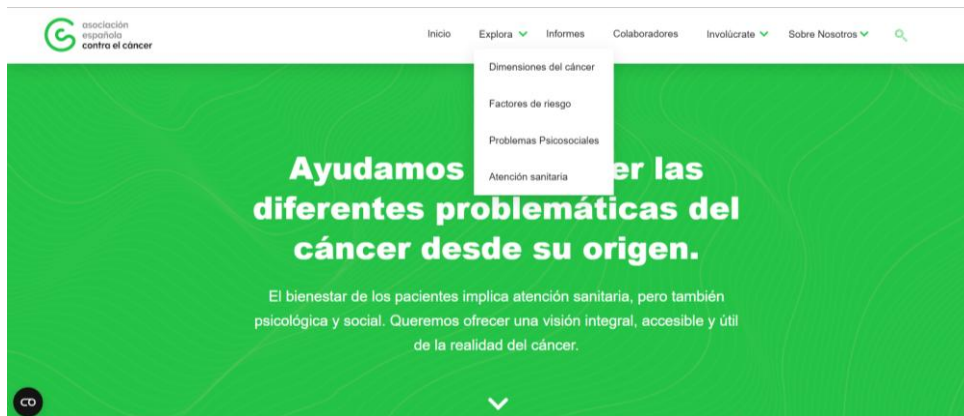 asociación
española
contra el cáncer
Inicio Explora Informes Colaboradores Involúcrate Sobre Nosotros
Dimensiones del cáncer
Factores de riesgo
Problemas Psicosociales
Atención sanitaria
Ayudamos er las
diferentes problemáticas del
cáncer desde su origen.
El bienestar de los pacientes implica atención sanitaria, pero también
psicológica y social. Queremos ofrecer una visión integral, accesible y útil
de la realidad del cáncer.